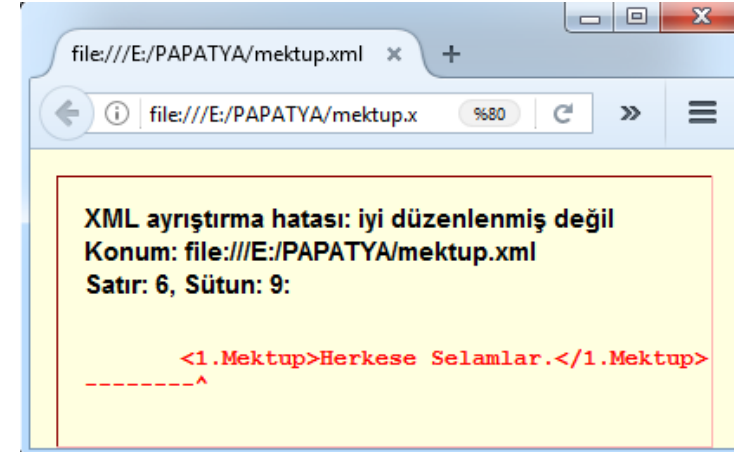 file:///E:/PAPATYA/mektup.xml
file:///E:/PAPATYA/mektup.x %80
XML ayrıştırma hatası: iyi düzenlenmiş değil
Konum: file:///E:/PAPATYA/mektup.xml
Satır: 6, Sütun: 9:
<1.Mektup>Herkese Selamlar.</1.Mektup>
--------^